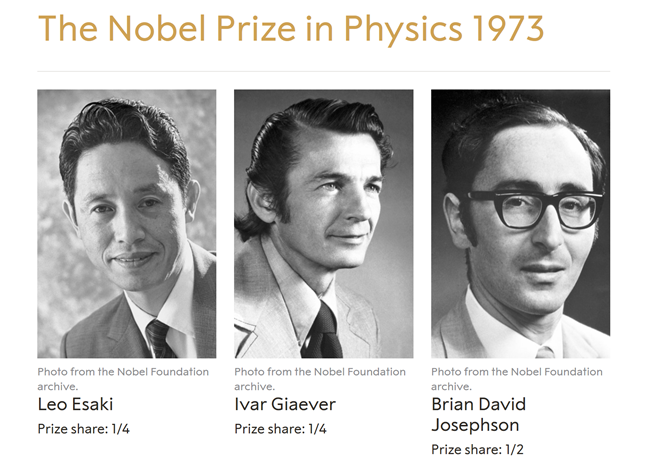 The Nobel Prize in Physics 1973
Photo from the Nobel Foundation
archive.
Leo Esaki
Prize share: 1/4
Photo from the Nobel Foundation
archive.
Ivar Giaever
Prize share: 1/4
Photo from the Nobel Foundation
archive.
Brian David
Josephson
Prize share: 1/2